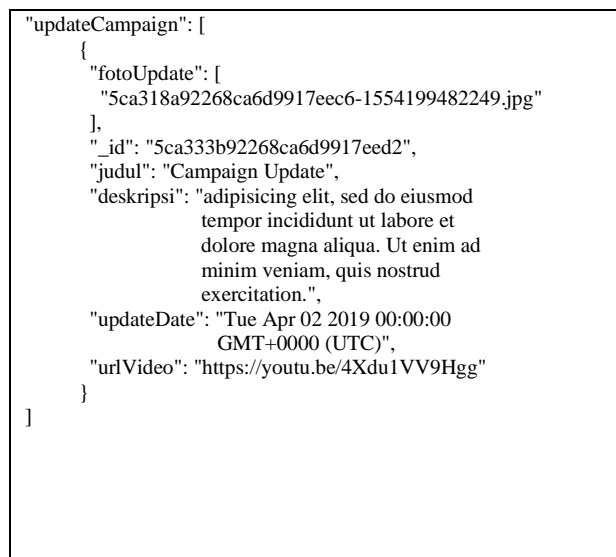 "updateCampaign": [
{
"fotoUpdate": [
"5ca318a92268ca6d9917eec6-1554199482249.jpg"
],
"_id": "5ca333b92268ca6d9917eed2",
"judul": "Campaign Update",
"deskripsi": "adipisicing elit, sed do eiusmod
tempor incididunt ut labore et
dolore magna aliqua. Ut enim ad
minim veniam, quis nostrud
exercitation.",
"updateDate": "Tue Apr 02 2019 00:00:00
GMT+0000 (UTC)",
"urlVideo": "https://youtu.be/4Xdu1VV9Hgg"
}
]